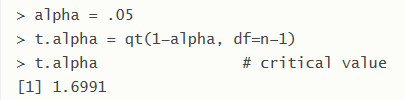 > alpha = .05
> t.alpha = qt(1−alpha, df=n−1)
> t.alpha # critical value
[1] 1.6991